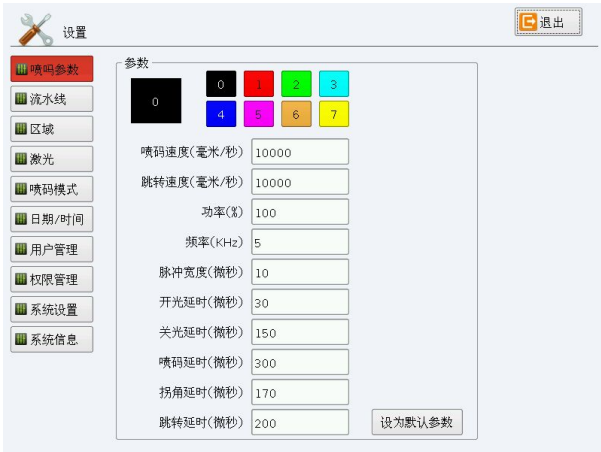 设置
退出
喷吗参数
流水线
区域
激光
喷码模式
日期/时间
用户管理
权限管理
系统设置
系统信息
参数
0
0 1 2 3
4 5 6 7
喷码速度(毫米/秒) 10000
跳转速度(毫米/秒) 10000
功率(%) 100
频率(KHz) 5
脉冲宽度(微秒) 10
开光延时(微秒) 30
关光延时(微秒) 150
喷码延时(微秒) 300
拐角延时(微秒) 170
跳转延时(微秒) 200
设为默认参数